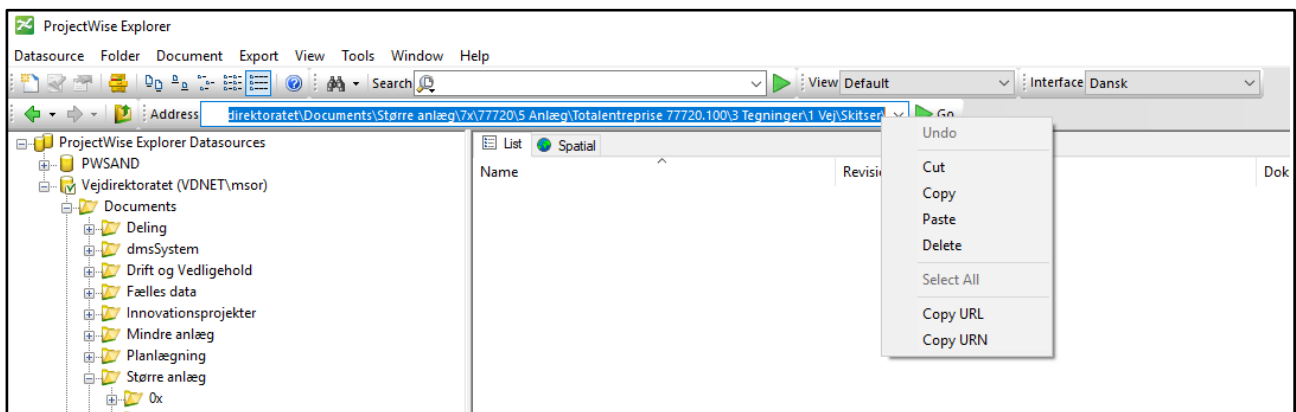 ProjectWise Explorer
Datasource Folder Document Export View Tools Window Help
Search View Default Interface Dansk
Address direktoratet\Documents\Større anlæg\7x\77720\5 Anlæg\Totalentreprise 77720.100\3 Tegninger\1 Vej\Skitser\ Go
ProjectWise Explorer Datasources
PWSAND
Vejdirektoratet (VDNET\msor)
Documents
Deling
dmsSystem
Drift og Vedligehold
Fælles data
Innovationsprojekter
Mindre anlæg
Planlægning
Større anlæg
0x
List Spatial
Name Revisi Dok
Undo
Cut
Copy
Paste
Delete
Select All
Copy URL
Copy URN